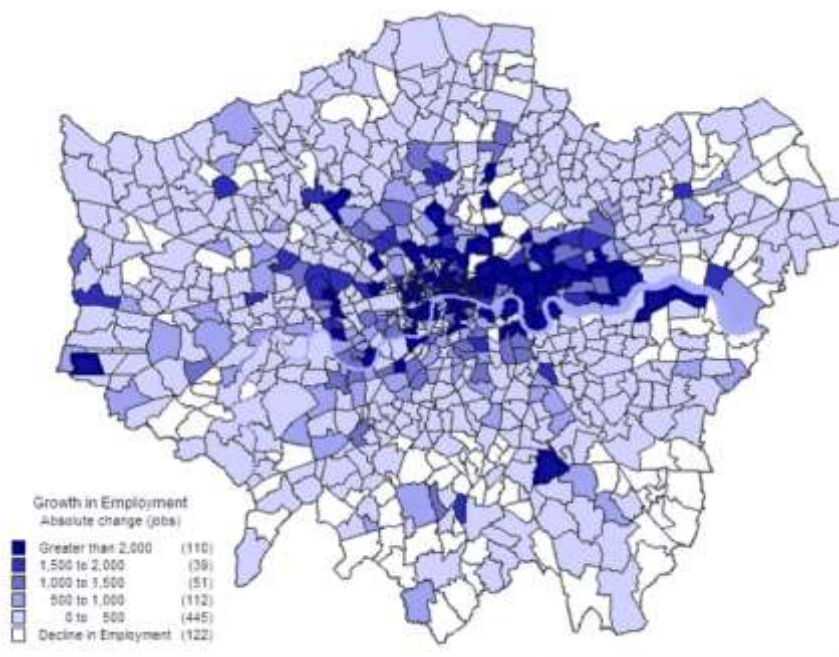 Growth in Employment
Absolute change (jobs)
Greater than 2,000 (110)
1,500 to 2,000 (39)
1,000 to 1,500 (51)
500 to 1,000 (112)
0 to 500 (445)
Decline in Employment (122)